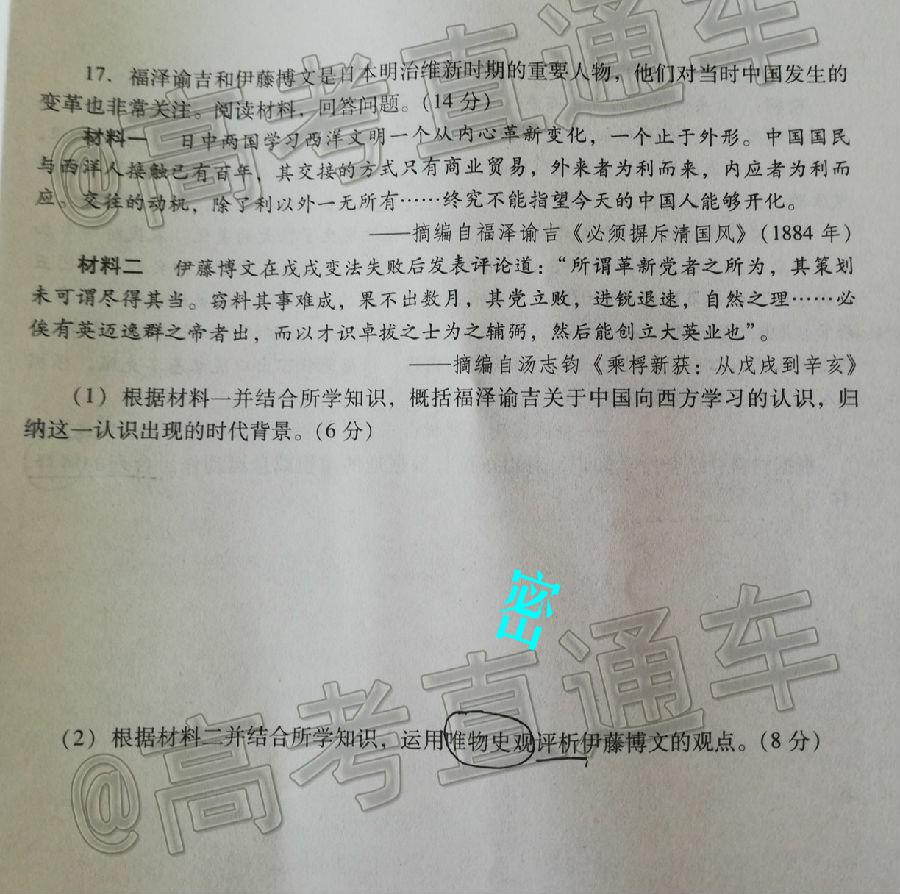 17. 福泽谕吉和伊藤博文是日本明治维新时期的重要人物，他们对当时中国发生的
变革也非常关注。阅读材料，回答问题。(14分)
材料一 日中两国学习西洋文明一个从内心革新变化，一个止于外形。中国国民
与西洋人接触已有百年，其交接的方式只有商业贸易，外来者为利而来，内应者为利而
应。交往的动机，除了利以外一无所有……终究不能指望今天的中国人能够开化。
——摘编自福泽谕吉《必须摒斥清国风》(1884年)
材料二 伊藤博文在戊戌变法失败后发表评论道：“所谓革新党者之所为，其策划
未可谓尽得其当。窃料其事难成，果不出数月，其党立败，进锐退速，自然之理……必
俟有英迈逸群之帝者出，而以才识卓拔之士为之辅弼，然后能创立大英业也”。
——摘编自汤志钧《乘桴新获：从戊戌到辛亥》
(1) 根据材料一并结合所学知识，概括福泽谕吉关于中国向西方学习的认识，归
纳这一认识出现的时代背景。(6分)
密
(2) 根据材料二并结合所学知识，运用唯物史观评析伊藤博文的观点。(8分)
@高考直通车
@高考直通车